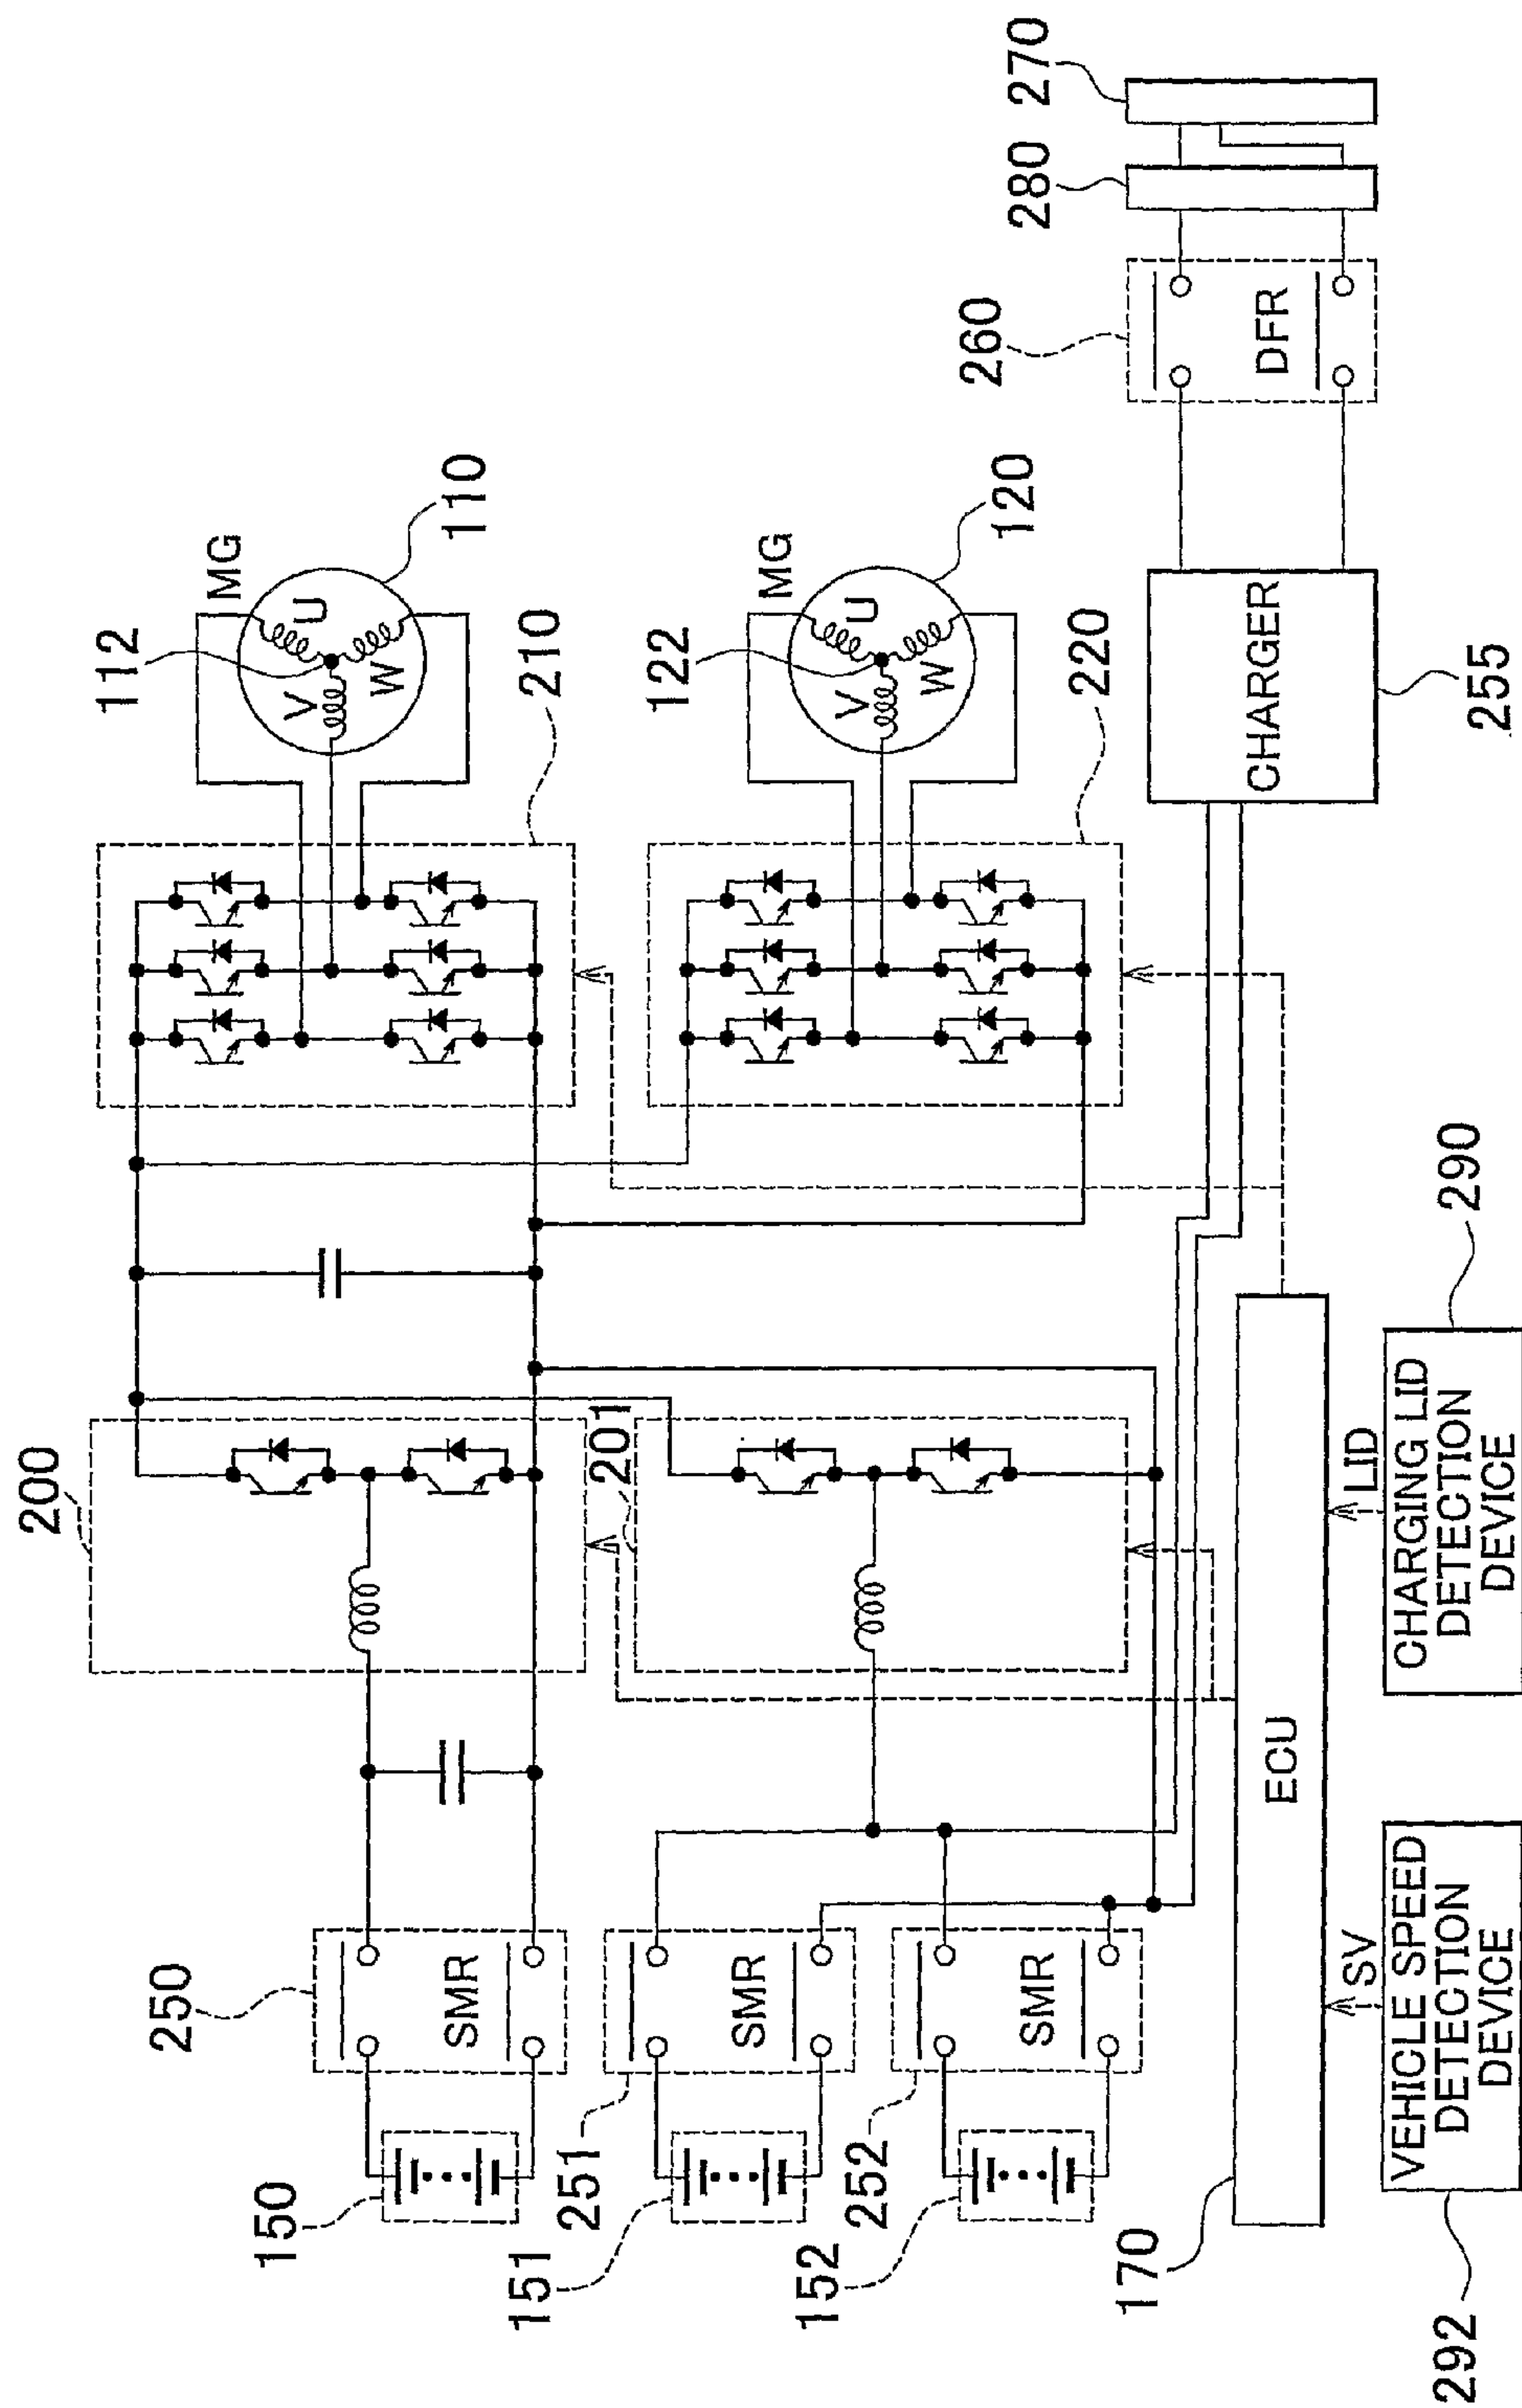 200
112
MG
U
V
W
110
210
201
122
MG
U
V
W
120
220
250
SMR
150
251
SMR
151
252
SMR
152
260
DFR
280
270
CHARGER
255
170
ECU
SV
LID
VEHICLE SPEED
DETECTION
DEVICE
292
CHARGING LID
DETECTION
DEVICE
290